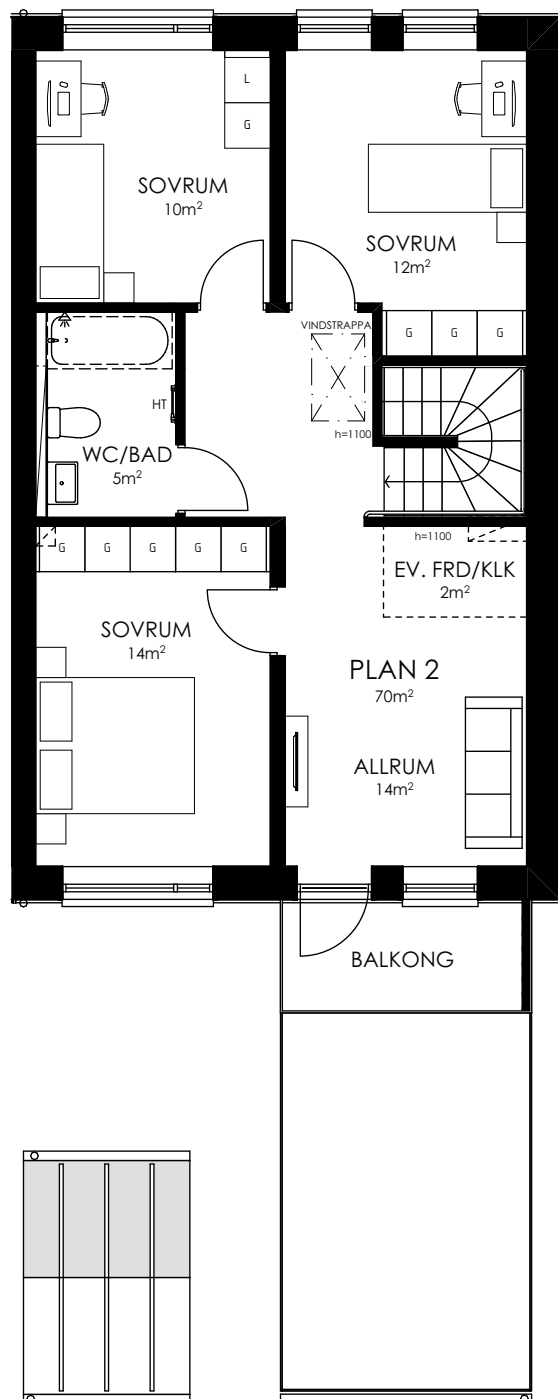 L
G
SOVRUM
10m²
SOVRUM
12m²
G G G
VINDSTRAPPA
h=1100
HT
WC/BAD
5m²
G G G G G
h=1100
EV. FRD/KLK
2m²
SOVRUM
14m²
PLAN 2
70m²
ALLRUM
14m²
BALKONG